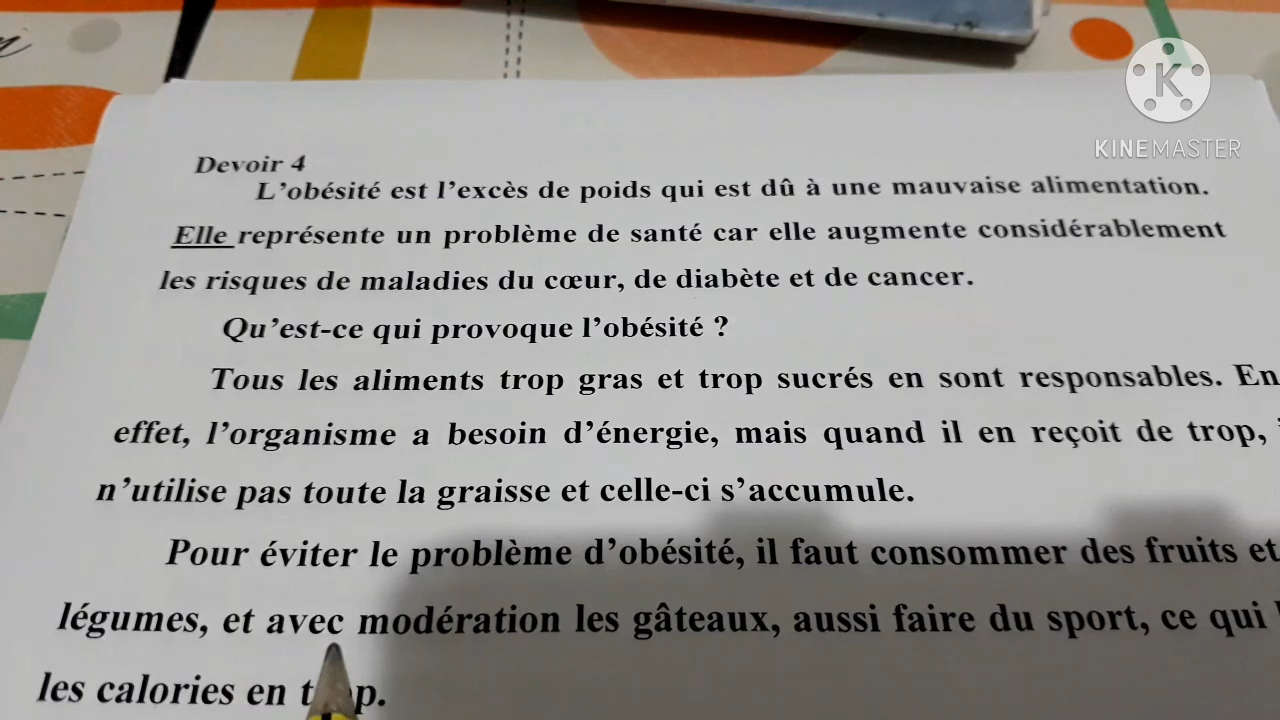 K
KINEMASTER
Devoir 4
L'obésité est l'excès de poids qui est dû à une mauvaise alimentation.
Elle représente un problème de santé car elle augmente considérablement
les risques de maladies du cœur, de diabète et de cancer.
Qu'est-ce qui provoque l'obésité ?
Tous les aliments trop gras et trop sucrés en sont responsables. En
effet, l'organisme a besoin d'énergie, mais quand il en reçoit de trop,
n'utilise pas toute la graisse et celle-ci s'accumule.
Pour éviter le problème d'obésité, il faut consommer des fruits et
légumes, et avec modération les gâteaux, aussi faire du sport, ce qui
les calories en trop.